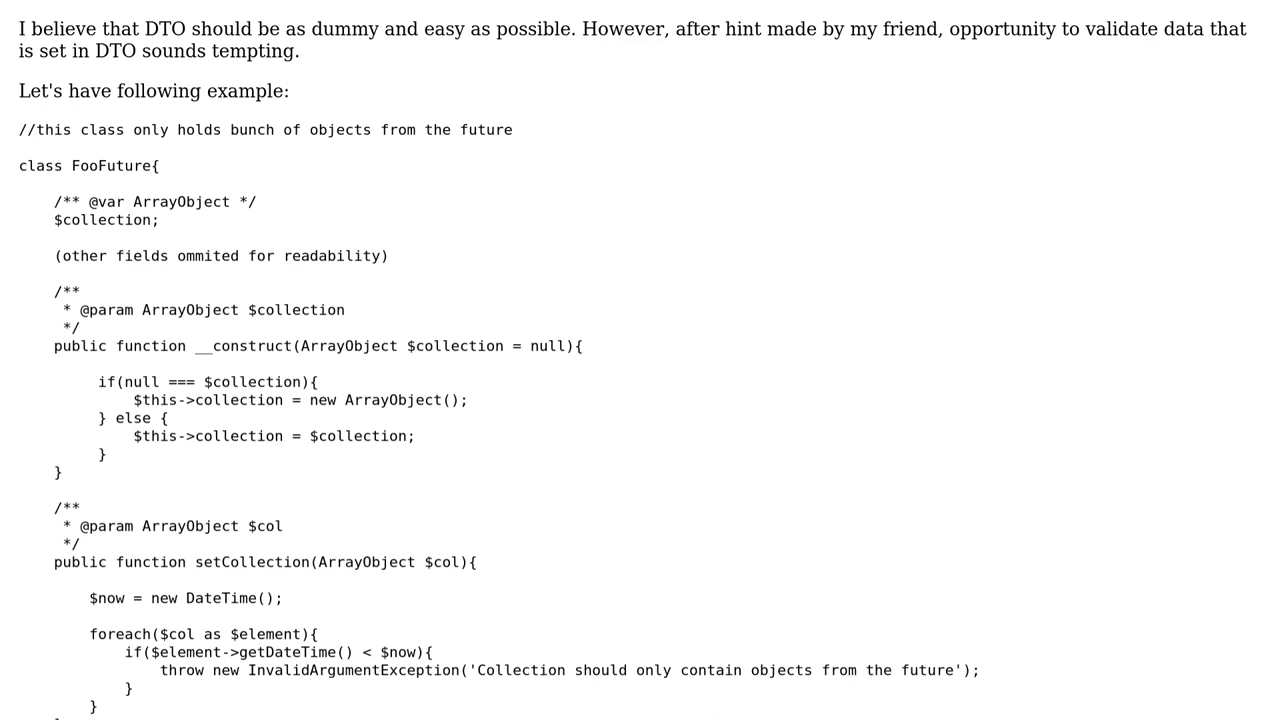 I believe that DTO should be as dummy and easy as possible. However, after hint made by my friend, opportunity to validate data that
is set in DTO sounds tempting.
Let's have following example:
//this class only holds bunch of objects from the future
class FooFuture{
/** @var ArrayObject */
$collection;
(other fields ommited for readability)
/**
* @param ArrayObject $collection
*/
public function __construct(ArrayObject $collection = null){
if(null === $collection){
$this->collection = new ArrayObject();
} else {
$this->collection = $collection;
}
}
/**
* @param ArrayObject $col
*/
public function setCollection(ArrayObject $col){
$now = new DateTime();
foreach($col as $element){
if($element->getDateTime() < $now){
throw new InvalidArgumentException('Collection should only contain objects from the future');
}
}